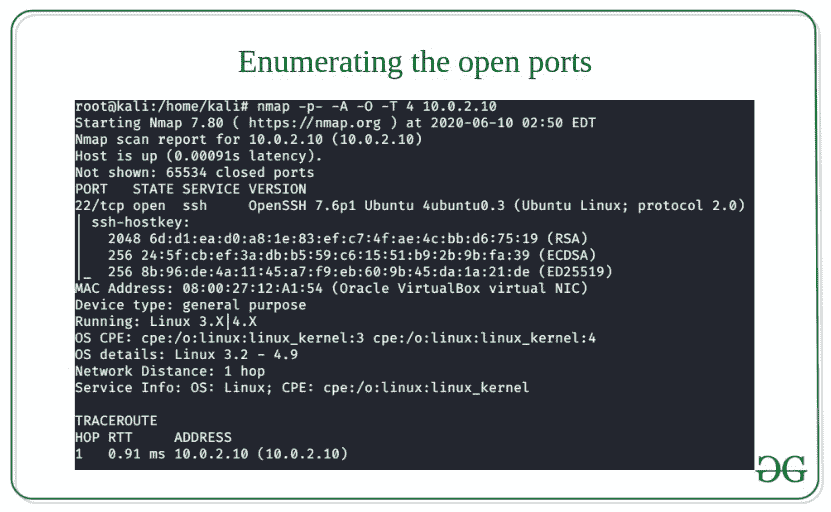 Enumerating the open ports
root@kali:/home/kali# nmap -p- -A -O -T 4 10.0.2.10
Starting Nmap 7.80 ( https://nmap.org ) at 2020-06-10 02:50 EDT
Nmap scan report for 10.0.2.10 (10.0.2.10)
Host is up (0.00091s latency).
Not shown: 65534 closed ports
PORT   STATE SERVICE VERSION
22/tcp open  ssh     OpenSSH 7.6p1 Ubuntu 4ubuntu0.3 (Ubuntu Linux; protocol 2.0)
| ssh-hostkey:
|   2048 6d:d1:ea:d0:a8:1e:83:ef:c7:4f:ae:4c:bb:d6:75:19 (RSA)
|   256 24:5f:cb:ef:3a:db:b5:59:c6:15:51:b9:2b:9b:fa:39 (ECDSA)
|_  256 8b:96:de:4a:11:45:a7:f9:eb:60:9b:45:da:1a:21:de (ED25519)
MAC Address: 08:00:27:12:A1:54 (Oracle VirtualBox virtual NIC)
Device type: general purpose
Running: Linux 3.X|4.X
OS CPE: cpe:/o:linux:linux_kernel:3 cpe:/o:linux:linux_kernel:4
OS details: Linux 3.2 - 4.9
Network Distance: 1 hop
Service Info: OS: Linux; CPE: cpe:/o:linux:linux_kernel

TRACEROUTE
HOP RTT     ADDRESS
1   0.91 ms 10.0.2.10 (10.0.2.10)